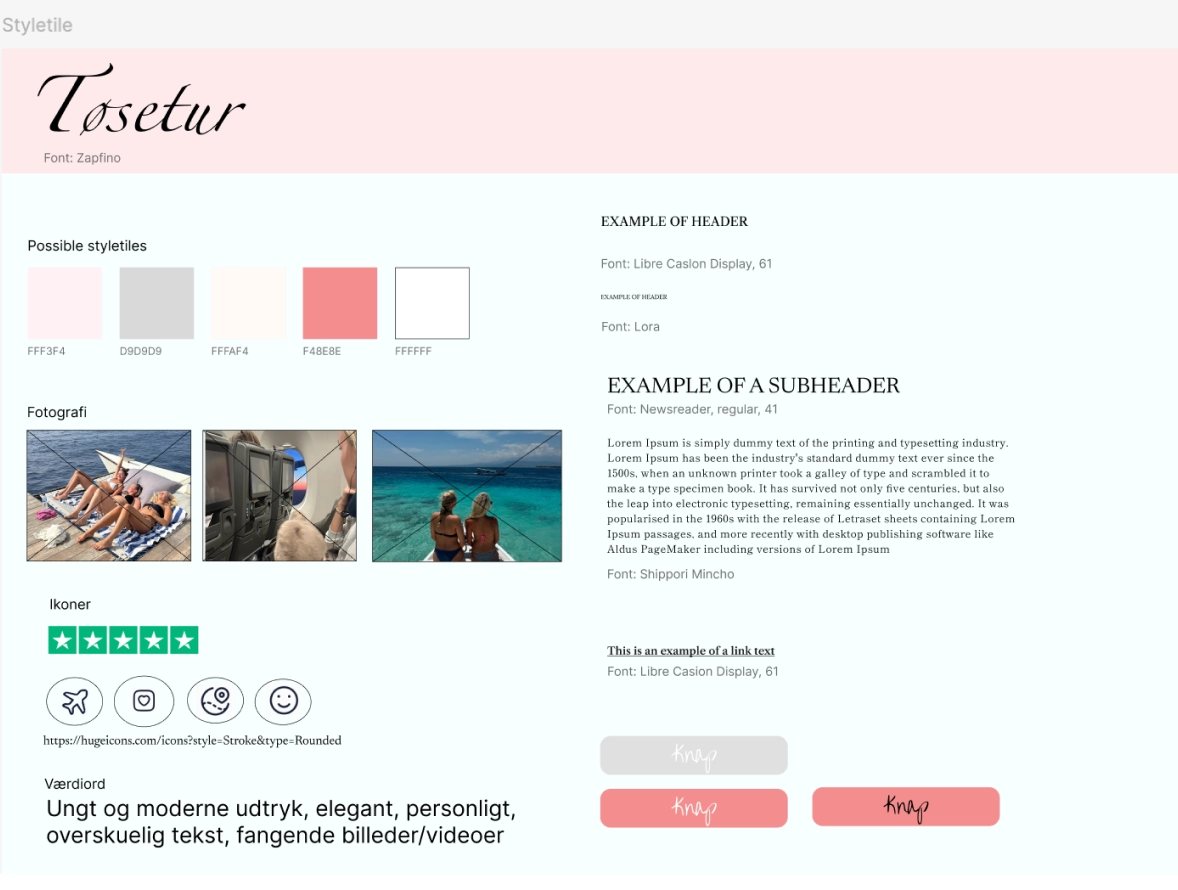 Styletile
Tøsetur
Font: Zapfino
Possible styletiles
FFF3F4
D9D9D9
FFFAF4
F48E8E
FFFFFF
Fotografi
Ikoner
https://hugeicons.com/icons?style=Stroke&type=Rounded
Værdiord
Ungt og moderne udtryk, elegant, personligt,
overskuelig tekst, fangende billeder/videoer
EXAMPLE OF HEADER
Font: Libre Caslon Display, 61
EXAMPLE OF HEADER
Font: Lora
EXAMPLE OF A SUBHEADER
Font: Newsreader, regular, 41
Lorem Ipsum is simply dummy text of the printing and typesetting industry.
Lorem Ipsum has been the industry's standard dummy text ever since the
1500s, when an unknown printer took a galley of type and scrambled it to
make a type specimen book. It has survived not only five centuries, but also
the leap into electronic typesetting, remaining essentially unchanged. It was
popularised in the 1960s with the release of Letraset sheets containing Lorem
Ipsum passages, and more recently with desktop publishing software like
Aldus PageMaker including versions of Lorem Ipsum
Font: Shippori Mincho
This is an example of a link text
Font: Libre Casion Display, 61
Knap
Knap
Knap